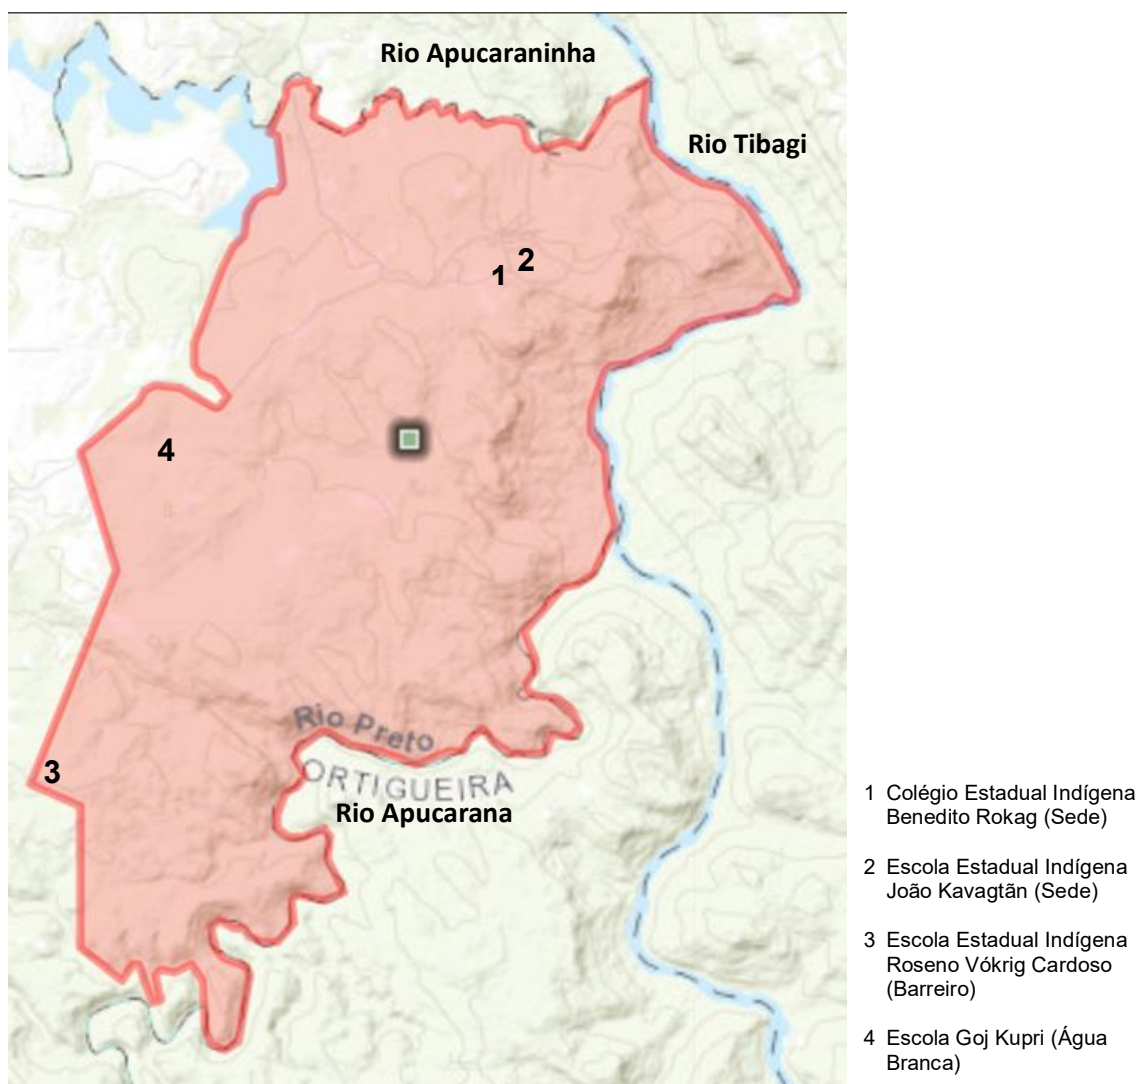 Rio Apucaraninha
Rio Tibagi
1
2
4
Rio Preto
3
ORTIGUEIRA
Rio Apucarana
1 Colégio Estadual Indígena
Benedito Rokag (Sede)
2 Escola Estadual Indígena
João Kavagtãn (Sede)
3 Escola Estadual Indígena
Roseno Vókrig Cardoso
(Barreiro)
4 Escola Goj Kupri (Água
Branca)